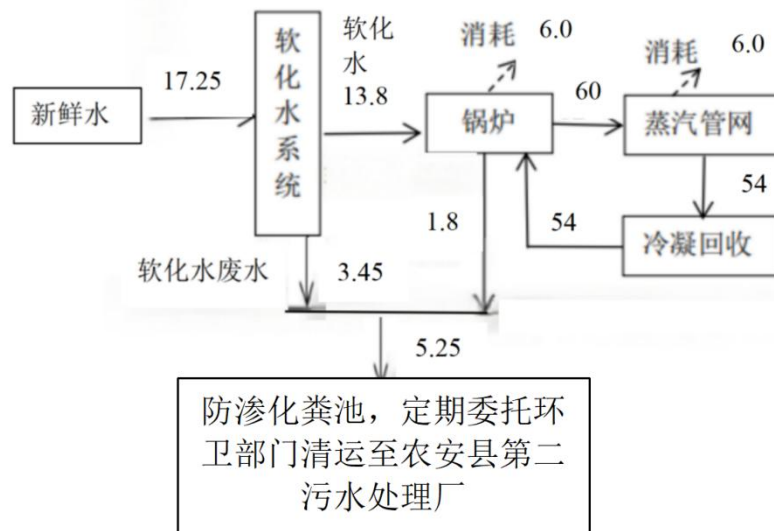 新鲜水
17.25
软
化
水
系
统
软化
水
13.8
消耗
6.0
锅炉
60
消耗
6.0
蒸汽管网
54
冷凝回收
54
1.8
软化水废水
3.45
5.25
防渗化粪池，定期委托环
卫部门清运至农安县第二
污水处理厂